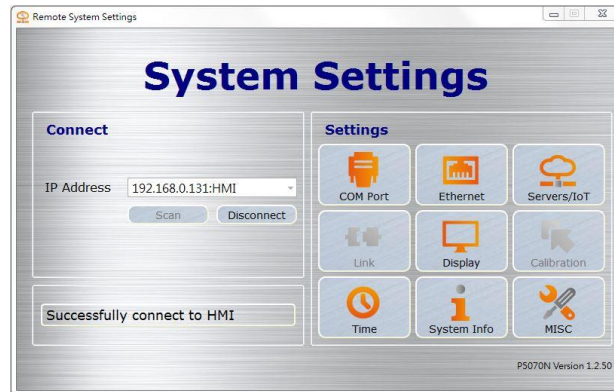 Remote System Settings
System Settings
Connect
IP Address
192.168.0.131:HMI
Scan
Disconnect
Successfully connect to HMI
Settings
COM Port
Ethernet
Servers/IoT
Link
Display
Calibration
Time
System Info
MISC
P5070N Version 1.2.50